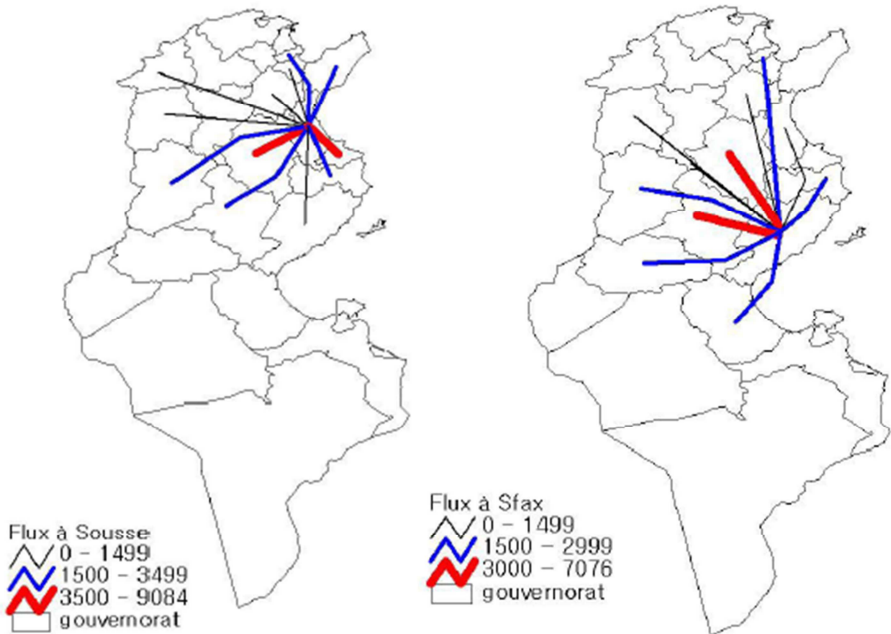 Flux à Sousse
0 - 1499
1500 - 3499
3500 - 9084
gouvernorat
Flux à Sfax
0 - 1499
1500 - 2999
3000 - 7076
gouvernorat